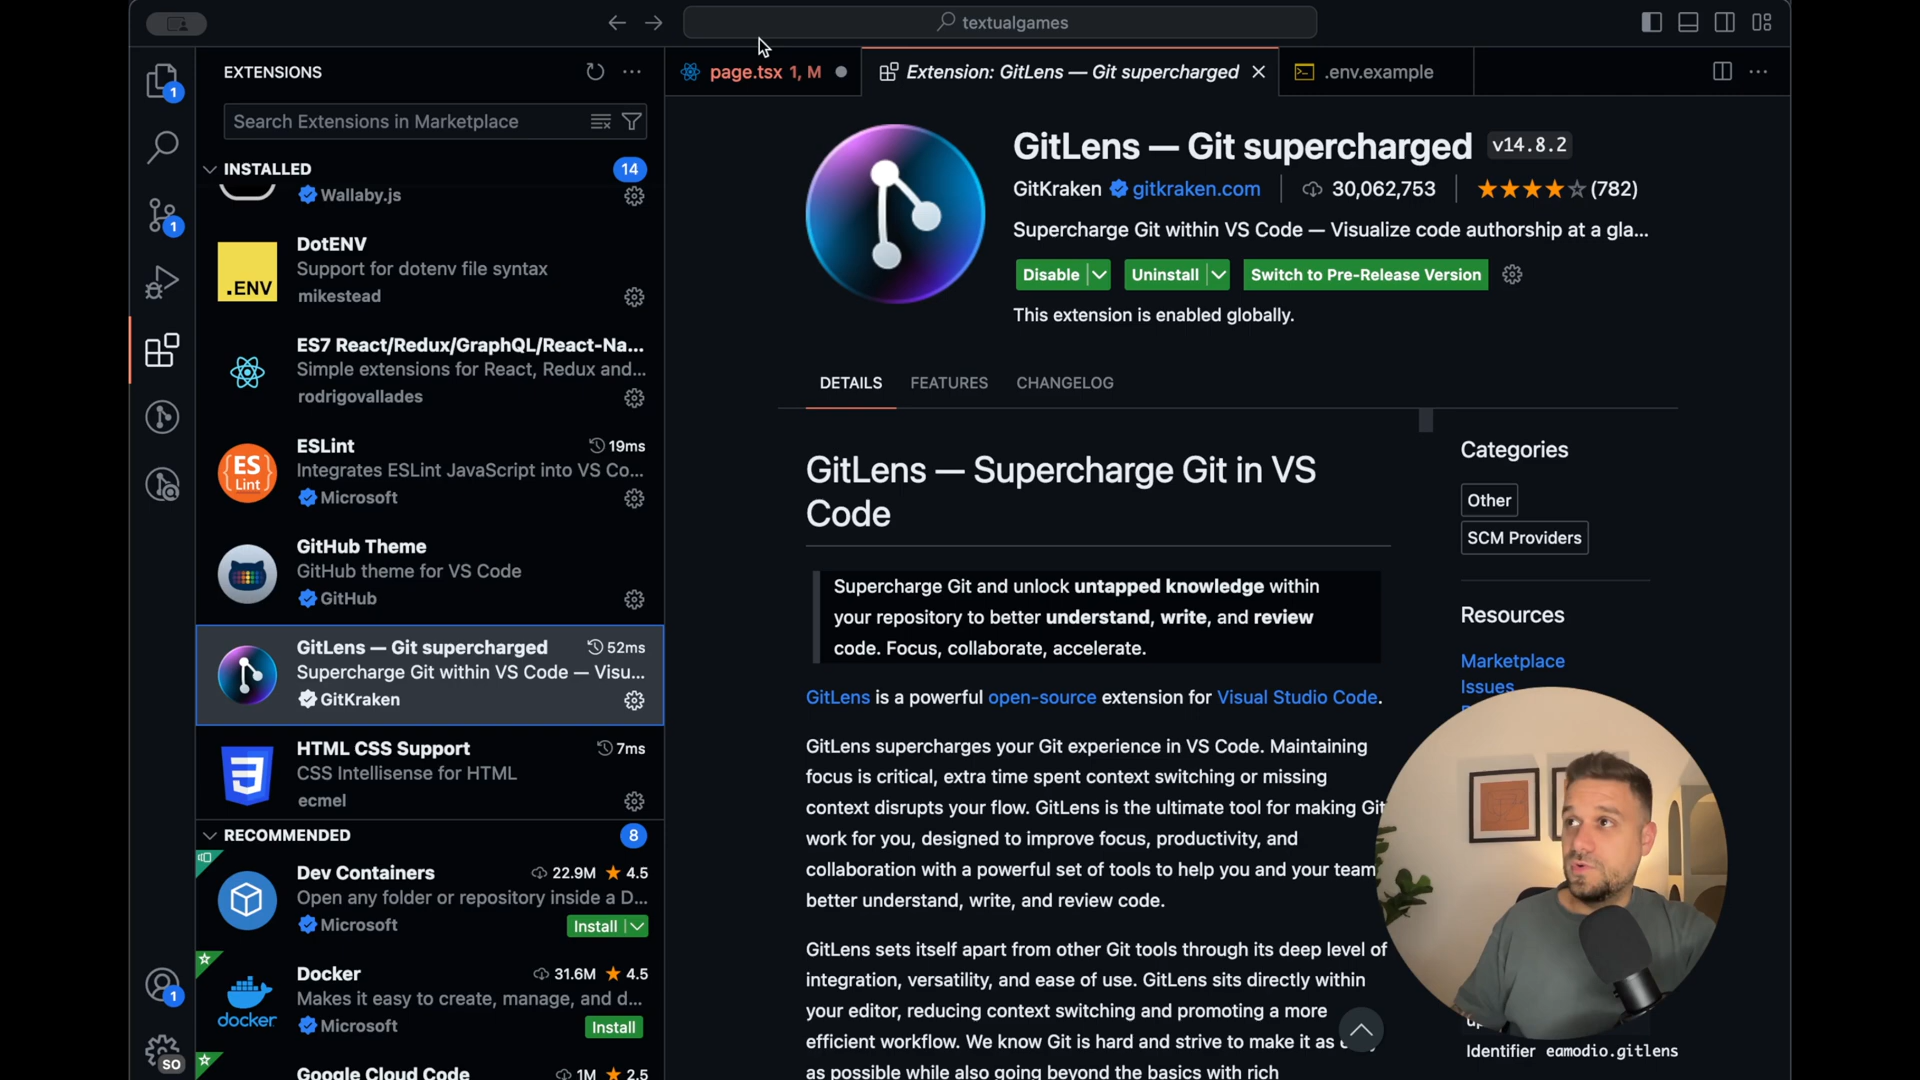 textualgames
EXTENSIONS
Search Extensions in Marketplace
INSTALLED
14
Wallaby.js
DotENV
Support for dotenv file syntax
mikestead
.ENV
ES7 React/Redux/GraphQL/React-Na...
Simple extensions for React, Redux and...
rodrigovallades
ESLint
19ms
Integrates ESLint JavaScript into VS Co...
Microsoft
ES
Lint
GitHub Theme
GitHub theme for VS Code
GitHub
GitLens — Git supercharged
52ms
Supercharge Git within VS Code — Visu...
GitKraken
HTML CSS Support
7ms
CSS Intellisense for HTML
ecmel
RECOMMENDED
8
Dev Containers
22.9M ★ 4.5
Open any folder or repository inside a D...
Microsoft
Install
Docker
31.6M ★ 4.5
Makes it easy to create, manage, and d...
Microsoft
Install
docker
Google Cloud Code
1M ★ 2.5
1
1
1
SO
page.tsx 1, M
Extension: GitLens — Git supercharged
.env.example
GitLens — Git supercharged
v14.8.2
GitKraken gitkraken.com
30,062,753
(782)
Supercharge Git within VS Code — Visualize code authorship at a gla...
Disable
Uninstall
Switch to Pre-Release Version
This extension is enabled globally.
DETAILS
FEATURES
CHANGELOG
GitLens — Supercharge Git in VS
Code
Supercharge Git and unlock untapped knowledge within
your repository to better understand, write, and review
code. Focus, collaborate, accelerate.
GitLens is a powerful open-source extension for Visual Studio Code.
GitLens supercharges your Git experience in VS Code. Maintaining
focus is critical, extra time spent context switching or missing
context disrupts your flow. GitLens is the ultimate tool for making Git
work for you, designed to improve focus, productivity, and
collaboration with a powerful set of tools to help you and your team
better understand, write, and review code.
GitLens sets itself apart from other Git tools through its deep level of
integration, versatility, and ease of use. GitLens sits directly within
your editor, reducing context switching and promoting a more
efficient workflow. We know Git is hard and strive to make it as
as possible while also going beyond the basics with rich
Categories
Other
SCM Providers
Resources
Marketplace
Issues
Identifier eamodio.gitlens